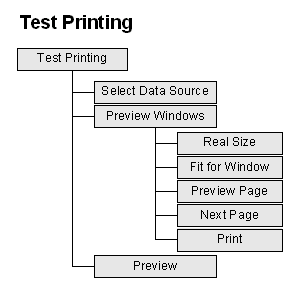 Test Printing
Test Printing
Select Data Source
Preview Windows
Real Size
Fit for Window
Preview Page
Next Page
Print
Preview